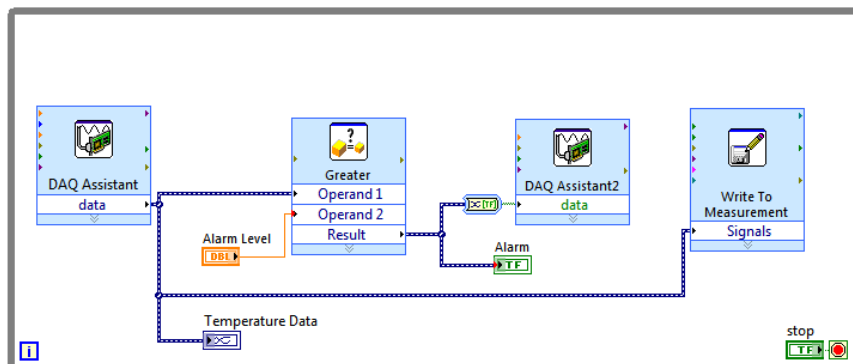 DAQ Assistant
data
?
Greater
Operand 1
Operand 2
Result
Alarm Level
DBL
[TF]
DAQ Assistant2
data
Alarm
TF
Write To
Measurement
Signals
Temperature Data
i
stop
TF